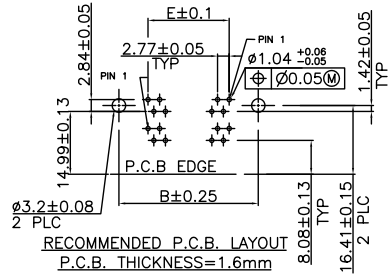 E±0.1
2.77±0.05
TYP
PIN 1
PIN 1
ø1.04 +0.06
-0.05
Ø0.05Ⓜ
2.84±0.05
1.42±0.05
TYP
14.99±0.13
P.C.B EDGE
B±0.25
ø3.2±0.08
2 PLC
8.08±0.13
TYP
16.41±0.15
2 PLC
RECOMMENDED P.C.B. LAYOUT
P.C.B. THICKNESS=1.6mm